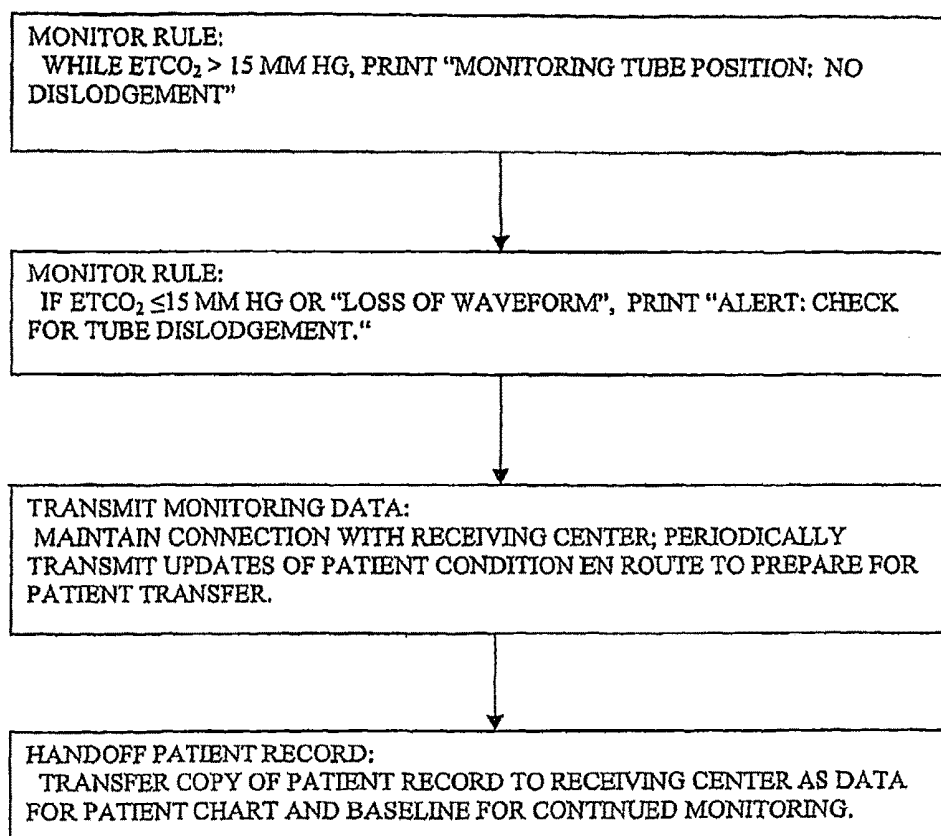 MONITOR RULE:
WHILE ETCO₂ > 15 MM HG, PRINT “MONITORING TUBE POSITION: NO
DISLODGEMENT”
MONITOR RULE:
IF ETCO₂ ≤15 MM HG OR “LOSS OF WAVEFORM”, PRINT “ALERT: CHECK
FOR TUBE DISLODGEMENT.“
TRANSMIT MONITORING DATA:
MAINTAIN CONNECTION WITH RECEIVING CENTER; PERIODICALLY
TRANSMIT UPDATES OF PATIENT CONDITION EN ROUTE TO PREPARE FOR
PATIENT TRANSFER.
HANDOFF PATIENT RECORD:
TRANSFER COPY OF PATIENT RECORD TO RECEIVING CENTER AS DATA
FOR PATIENT CHART AND BASELINE FOR CONTINUED MONITORING.